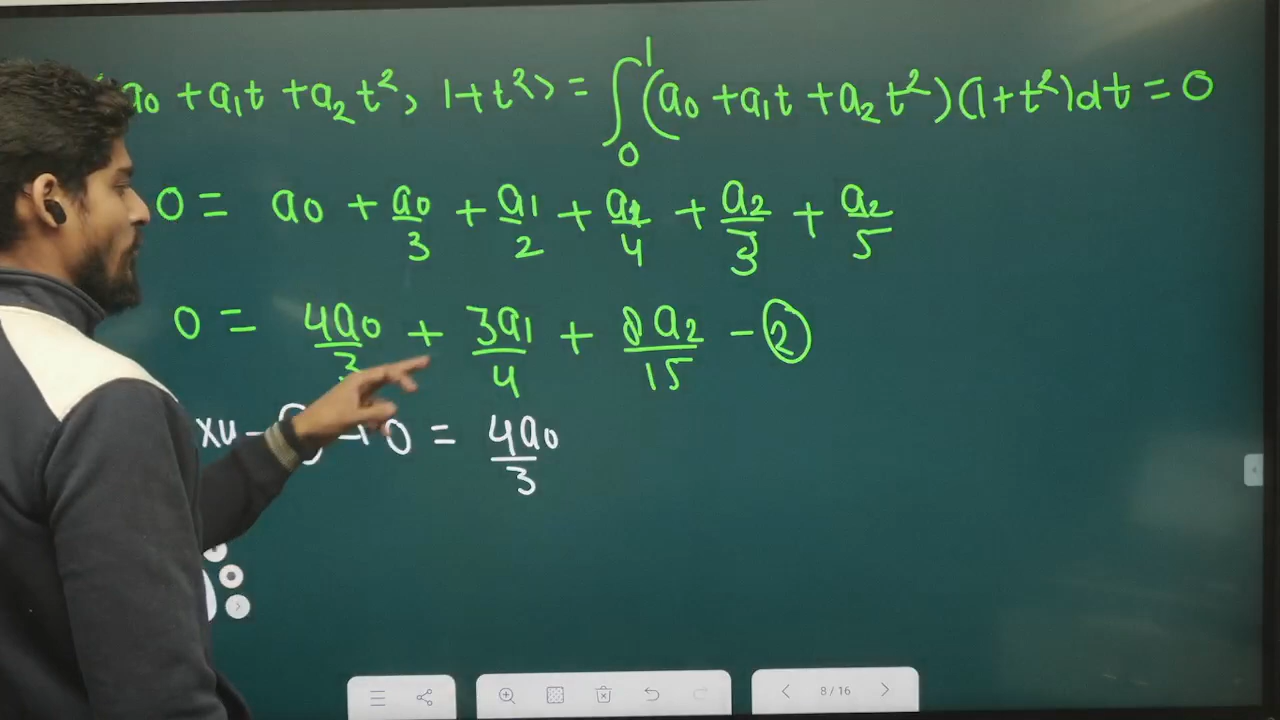 a0 + a1t + a2t², 1+t²> = ∫₀¹ (a0 + a1t + a2t²)(1+t²)dt = 0
0 = a0 + a0/3 + a1/2 + a1/4 + a2/3 + a2/5
0 = 4a0/3 + 3a1/4 + 8a2/15 - ②
x4 - 0 = 4a0/3
8 / 16